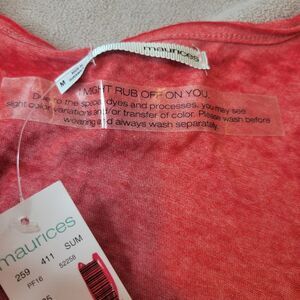 maurices
M
I MIGHT RUB OFF ON YOU.
Due to the special dyes and processes, you may see
slight color variations and/or transfer of color. Please wash before
wearing and always wash separately.
maurices
259 411 SUM
PF16 52258